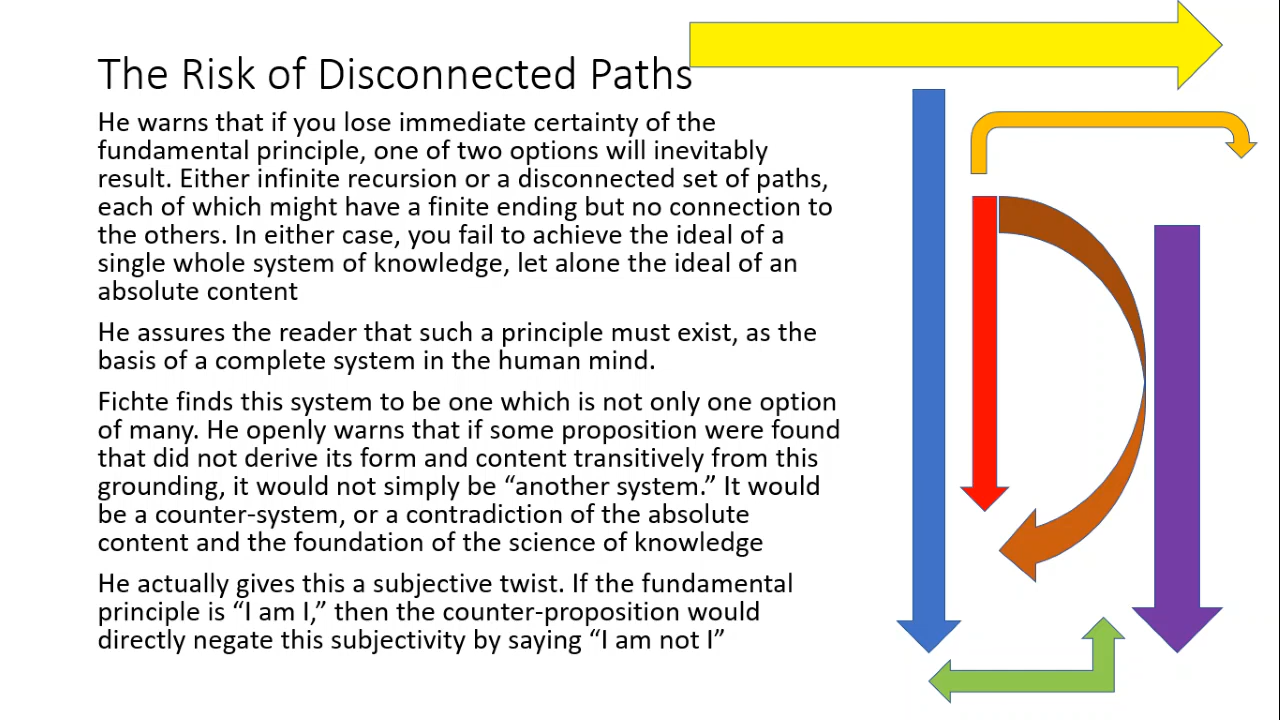 The Risk of Disconnected Paths
He warns that if you lose immediate certainty of the
fundamental principle, one of two options will inevitably
result. Either infinite recursion or a disconnected set of paths,
each of which might have a finite ending but no connection to
the others. In either case, you fail to achieve the ideal of a
single whole system of knowledge, let alone the ideal of an
absolute content
He assures the reader that such a principle must exist, as the
basis of a complete system in the human mind.
Fichte finds this system to be one which is not only one option
of many. He openly warns that if some proposition were found
that did not derive its form and content transitively from this
grounding, it would not simply be “another system.” It would
be a counter-system, or a contradiction of the absolute
content and the foundation of the science of knowledge
He actually gives this a subjective twist. If the fundamental
principle is “I am I,” then the counter-proposition would
directly negate this subjectivity by saying “I am not I”